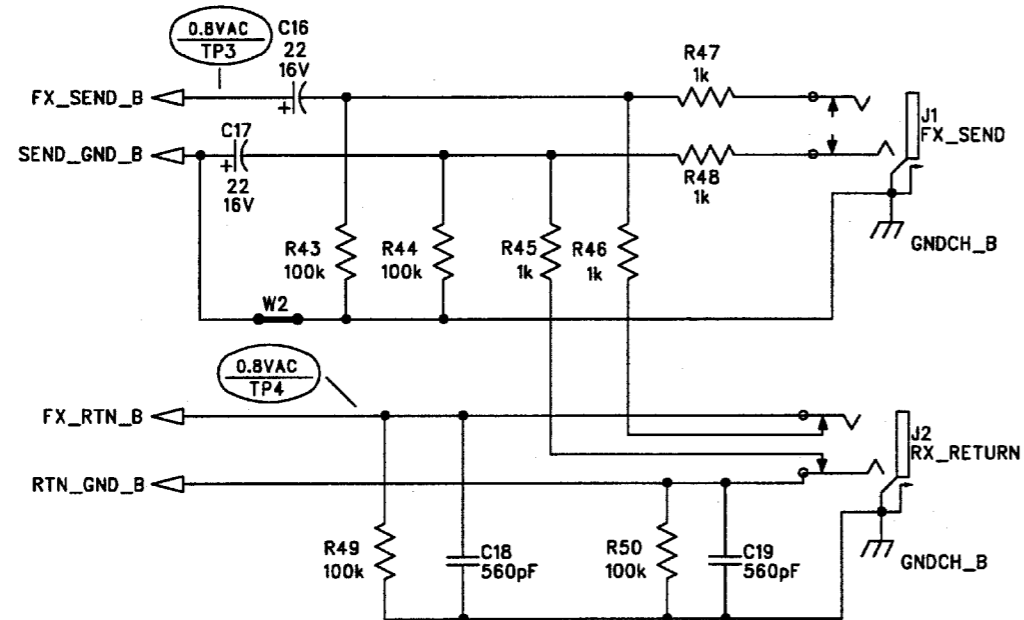 0.8VAC
TP3
C16
22
16V
R47
1k
FX_SEND_B
J1
FX_SEND
C17
SEND_GND_B
22
16V
R48
1k
R43
100k
R44
100k
R45
1k
R46
1k
GNDCH_B
W2
0.8VAC
TP4
FX_RTN_B
J2
RX_RETURN
RTN_GND_B
R49
100k
C18
560pF
R50
100k
C19
560pF
GNDCH_B